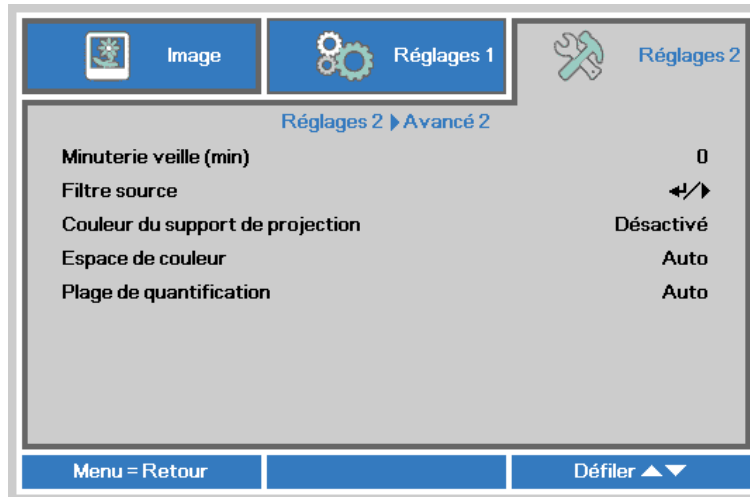 Image
Réglages 1
Réglages 2
Réglages 2 Avancé 2
Minuterie veille (min) 0
Filtre source /
Couleur du support de projection Désactivé
Espace de couleur Auto
Plage de quantification Auto
Menu = Retour
Défiler